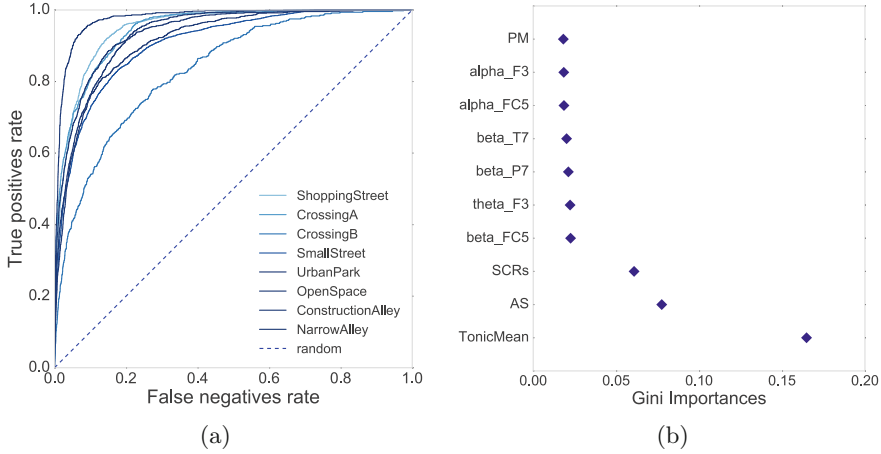 1.0
0.8
0.6
0.4
0.2
0.0
True positives rate
0.0 0.2 0.4 0.6 0.8 1.0
False negatives rate
ShoppingStreet
CrossingA
CrossingB
SmallStreet
UrbanPark
OpenSpace
ConstructionAlley
NarrowAlley
random
(a)
PM
alpha_F3
alpha_FC5
beta_T7
beta_P7
theta_F3
beta_FC5
SCRs
AS
TonicMean
0.00 0.05 0.10 0.15 0.20
Gini Importances
(b)